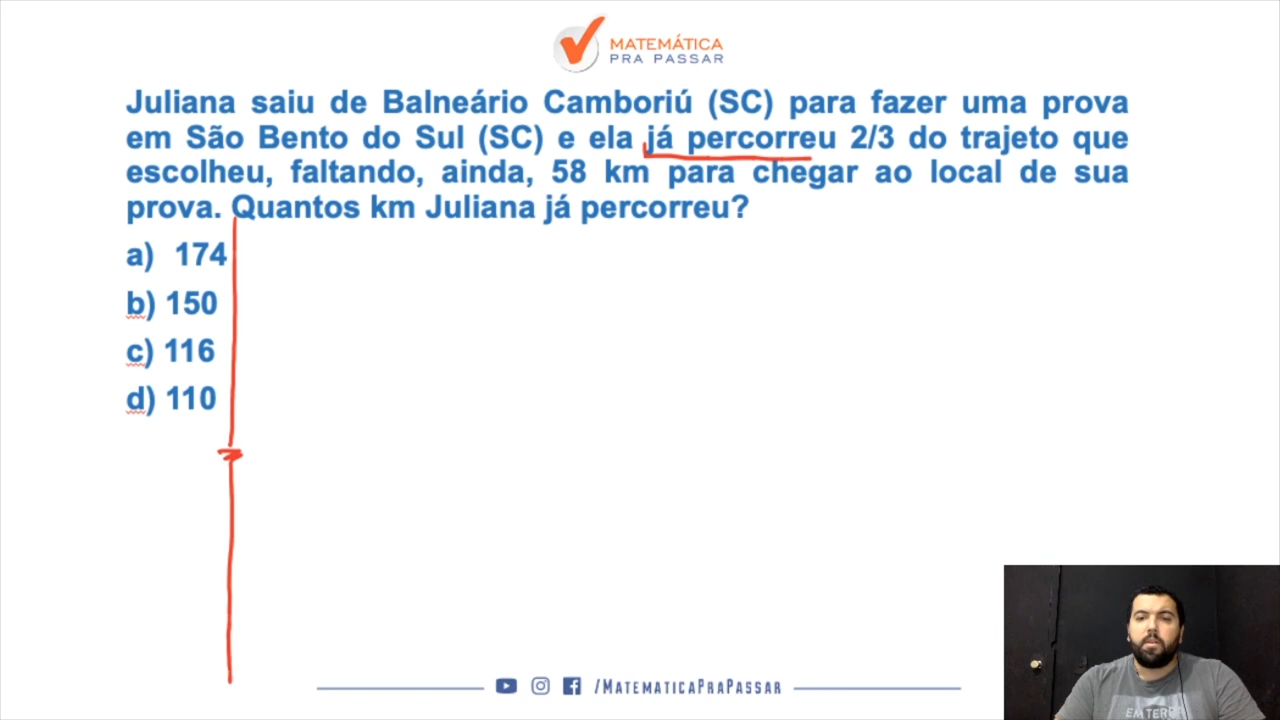 MATEMÁTICA
PRA PASSAR
Juliana saiu de Balneário Camboriú (SC) para fazer uma prova
em São Bento do Sul (SC) e ela já percorreu 2/3 do trajeto que
escolheu, faltando, ainda, 58 km para chegar ao local de sua
prova. Quantos km Juliana já percorreu?
a) 174
b) 150
c) 116
d) 110
/MATEMATICAPRAPASSAR